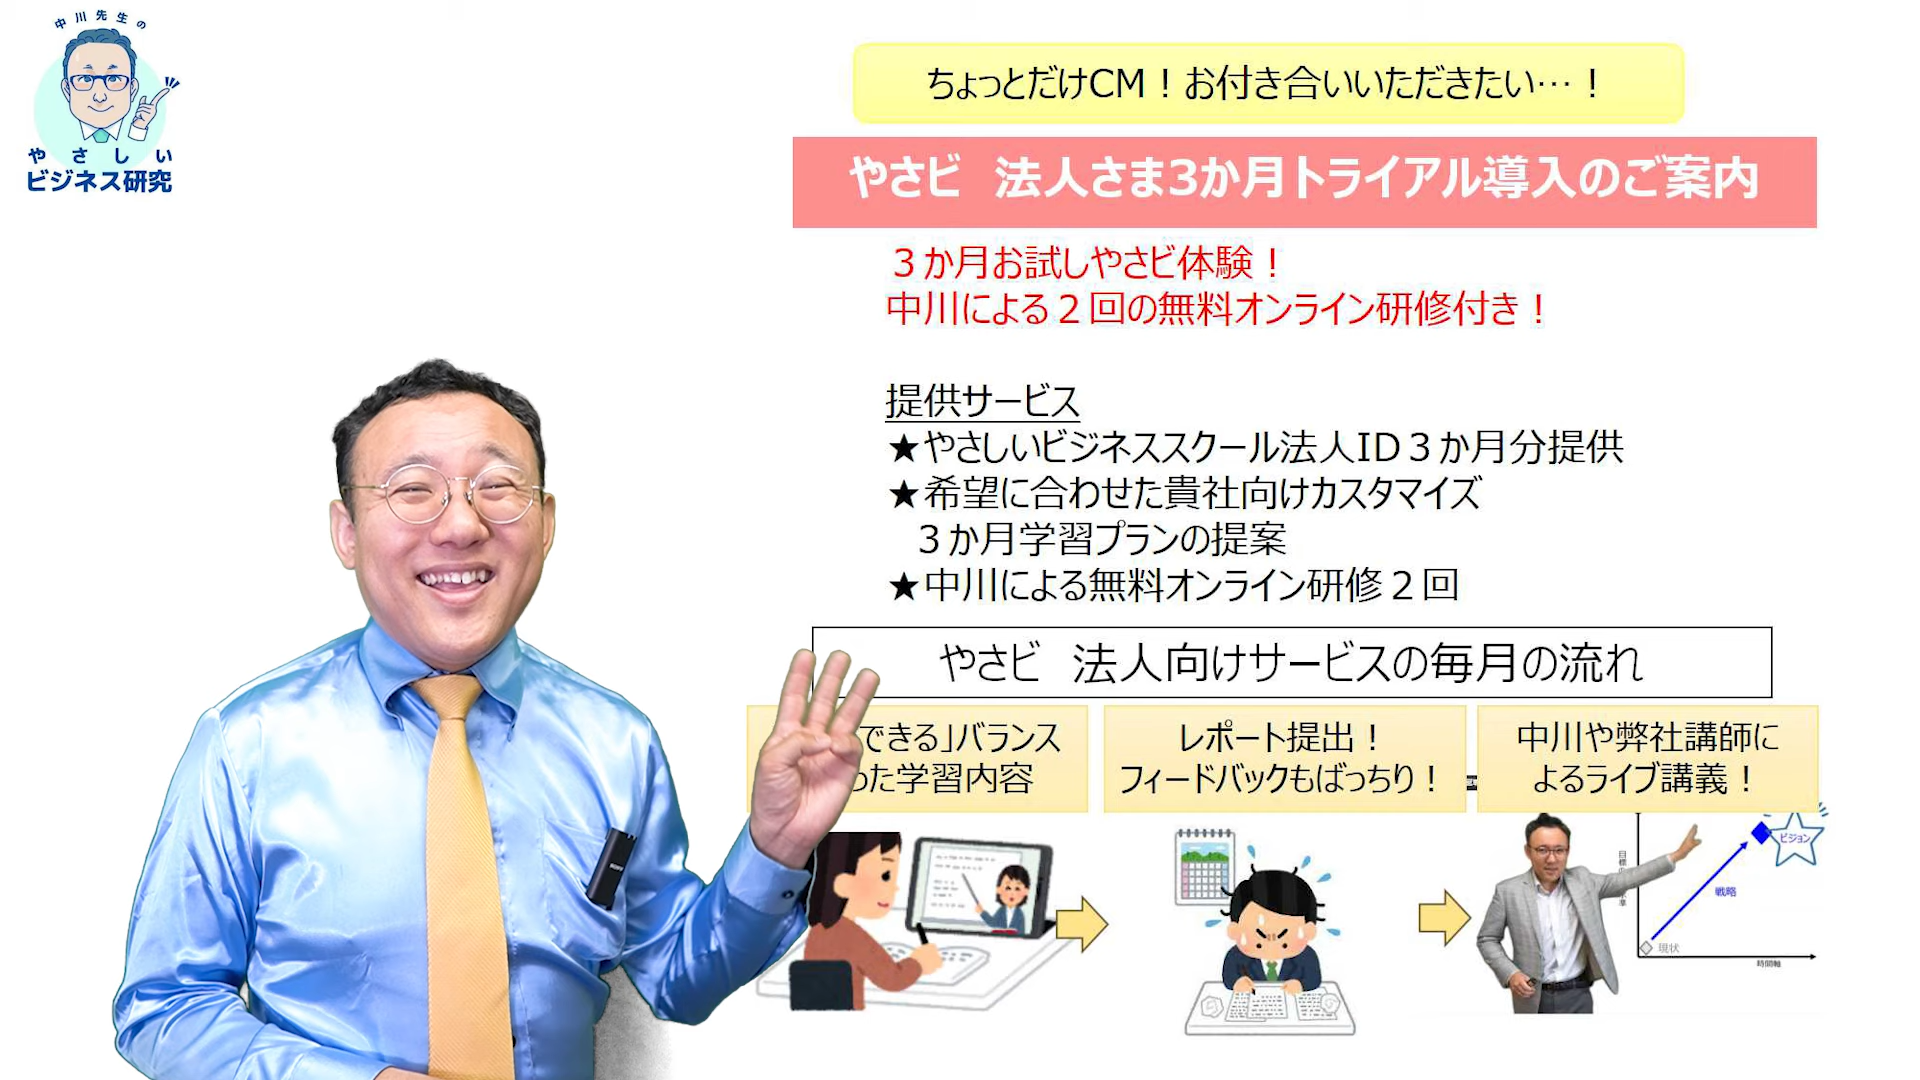 中川先生の
やさしい
ビジネス研究
ちょっとだけCM！お付き合いいただきたい…！
やさビ　法人さま3か月トライアル導入のご案内
３か月お試しやさビ体験！
中川による２回の無料オンライン研修付き！
提供サービス
★やさしいビジネススクール法人ID３か月分提供
★希望に合わせた貴社向けカスタマイズ
３か月学習プランの提案
★中川による無料オンライン研修２回
やさビ　法人向けサービスの毎月の流れ
できる」バランス
った学習内容
レポート提出！
フィードバックもばっちり！
中川や弊社講師に
よるライブ講義！
ビジョン
戦略
現状
時間軸
SONY